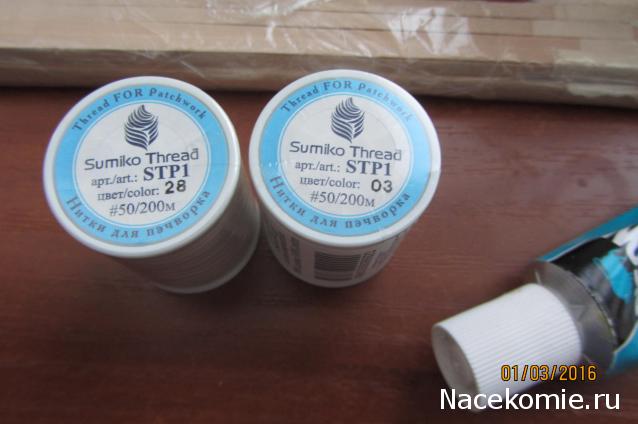 Thread FOR Patchwork
Sumiko Thread
арт./art.: STP1
цвет/color: 28
#50/200м
Нитки для пэчворка
Thread FOR Patchwork
Sumiko Thread
арт./art.: STP1
цвет/color: 03
#50/200м
Нитки для пэчворка
01/03/2016
Nacekomie.ru